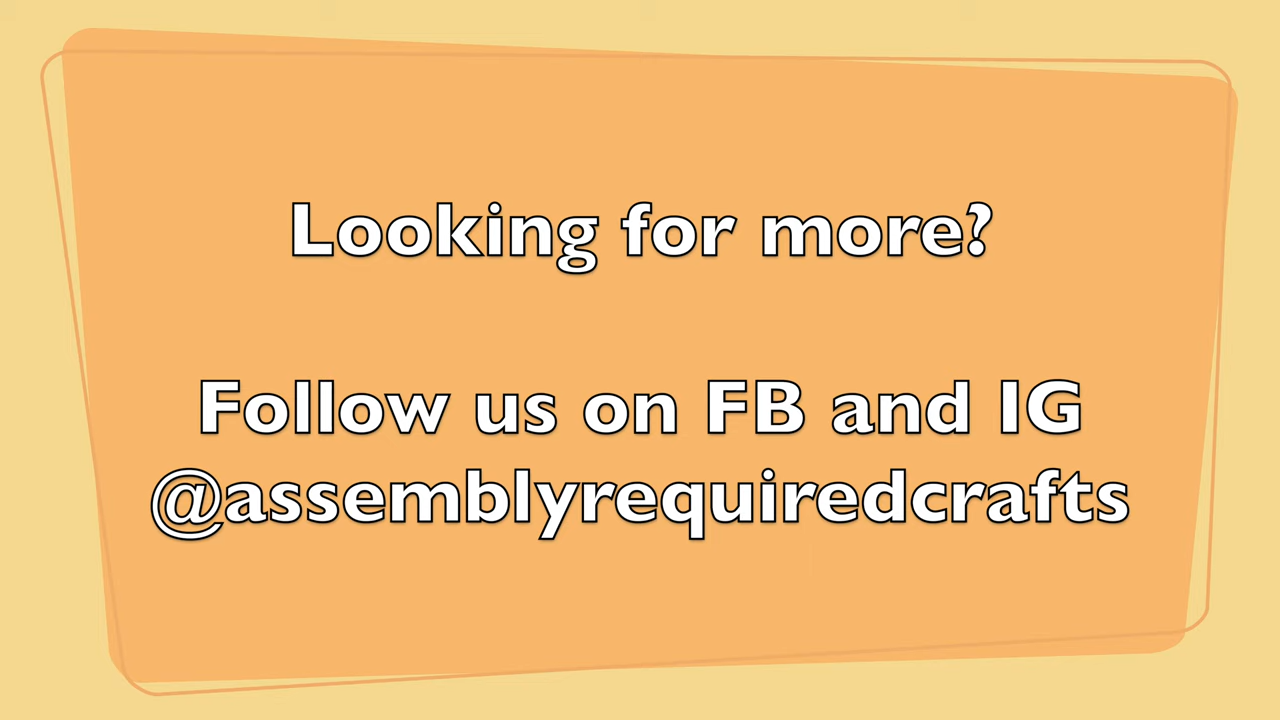 Looking for more?
Follow us on FB and IG
@assemblyrequiredcrafts